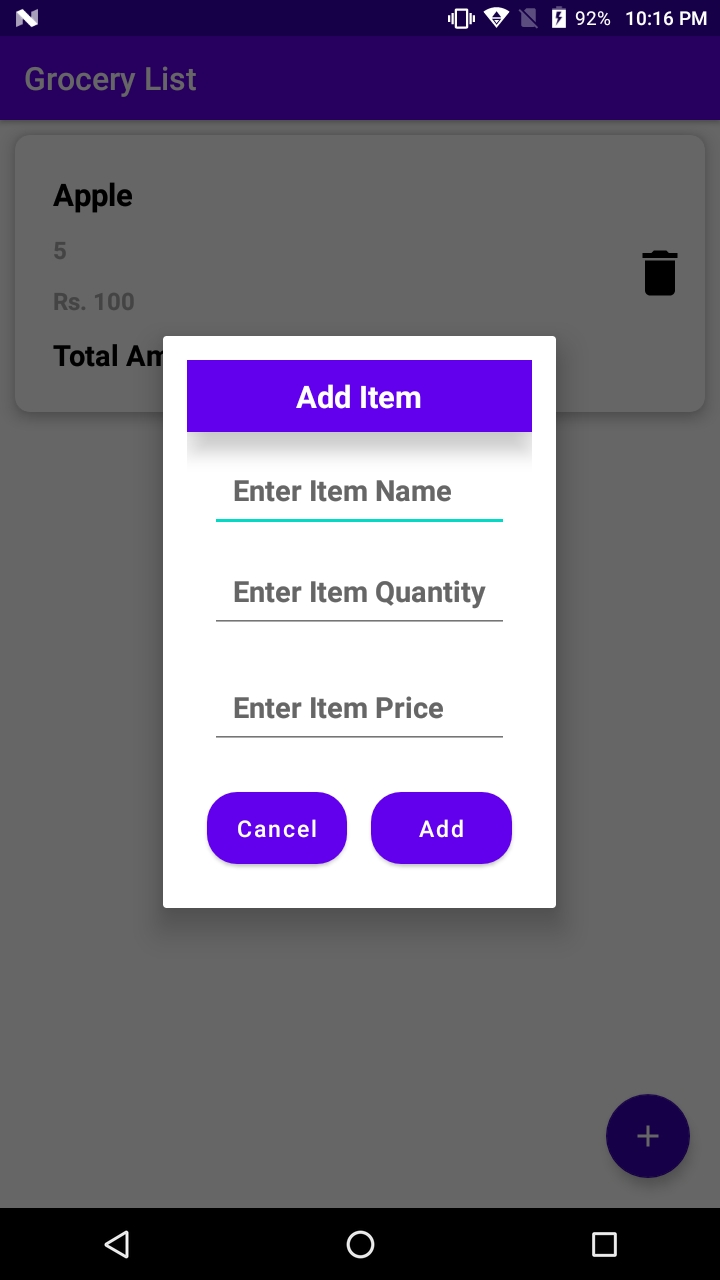 92% 10:16 PM
Grocery List
Apple
5
Rs. 100
Total Am
Add Item
Enter Item Name
Enter Item Quantity
Enter Item Price
Cancel Add